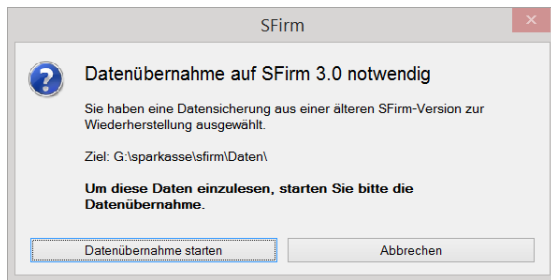 SFirm
Datenübernahme auf SFirm 3.0 notwendig
Sie haben eine Datensicherung aus einer älteren SFirm-Version zur
Wiederherstellung ausgewählt.
Ziel: G:\sparkasse\sfirm\Daten\
Um diese Daten einzulesen, starten Sie bitte die
Datenübernahme.
Datenübernahme starten
Abbrechen